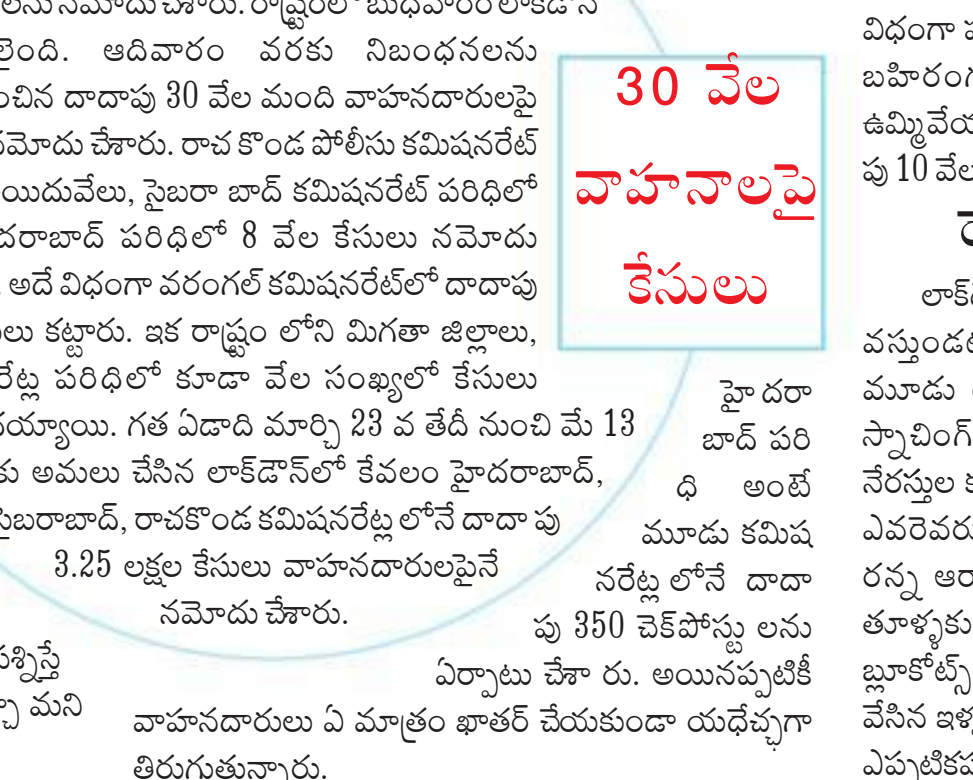 లను నమోదు చేశారు. రాష్ట్రంలో బుధవారం లాక్‌డౌన్
ఆదివారం వరకు నిబంధనలను
దాదాపు 30 వేల మంది వాహనదారులపై
నమోదు చేశారు. రాచ కొండ పోలీసు కమిషనరేట్
యిదువేలు, సైబరా బాద్ కమిషనరేట్ పరిధిలో
దరాబాద్ పరిధిలో 8 వేల కేసులు నమోదు
అదే విధంగా వరంగల్ కమిషనరేట్‌లో దాదాపు
కట్టారు. ఇక రాష్ట్రం లోని మిగతా జిల్లాలు,
రేట్ల పరిధిలో కూడా వేల సంఖ్యలో కేసులు
దయ్యాయి. గత ఏడాది మార్చి 23 వ తేదీ నుంచి మే 13
కు అమలు చేసిన లాక్‌డౌన్‌లో కేవలం హైదరాబాద్,
సైబరాబాద్, రాచకొండ కమిషనరేట్ల లోనే దాదా పు
3.25 లక్షల కేసులు వాహనదారులపైనే
నమోదు చేశారు.
30 వేల
వాహనాలపై
కేసులు
హై దరా
బాద్ పరి
ధి అంటే
మూడు కమిష
నరేట్ల లోనే దాదా
పు 350 చెక్‌పోస్టు లను
ఏర్పాటు చేశా రు. అయినప్పటికీ
వాహనదారులు ఏ మాత్రం ఖాతర్ చేయకుండా యధేచ్ఛగా
తిరుగుతున్నారు.
మని
విధంగా
బహిరంగ
ఉమ్మివేయ
పు 10 వేల
వస్తుండట
మూడు
స్నాచింగ్
నేరస్తుల
ఎవరెవరు
రన్న
తూళ్ళకు
బ్లూకోట్స్
వేసిన ఇళ్ళ
ఎప్పటికప్ప